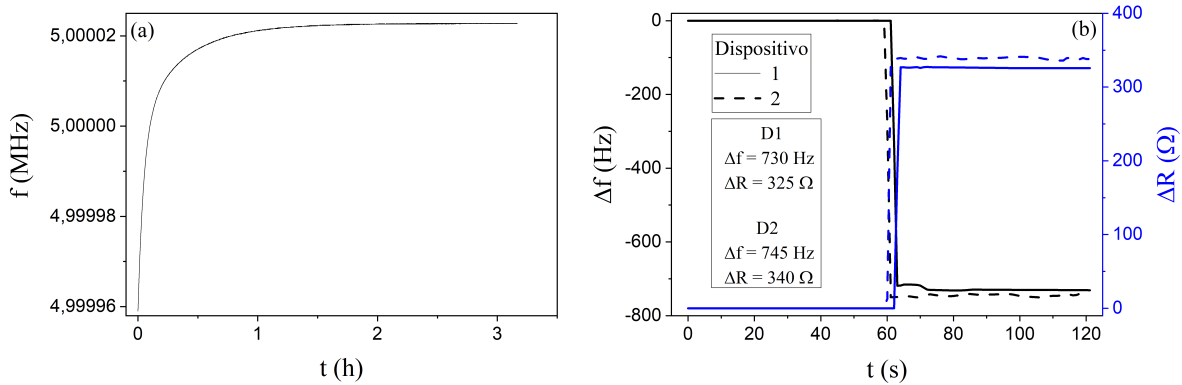 (a)
5,00002
5,00000
4,99998
4,99996
f (MHz)
0
1
2
3
t (h)
(b)
0
-200
-400
-600
-800
Δf (Hz)
Dispositivo
1
2
D1
Δf = 730 Hz
ΔR = 325 Ω
D2
Δf = 745 Hz
ΔR = 340 Ω
400
300
200
100
0
ΔR (Ω)
0
20
40
60
80
100
120
t (s)